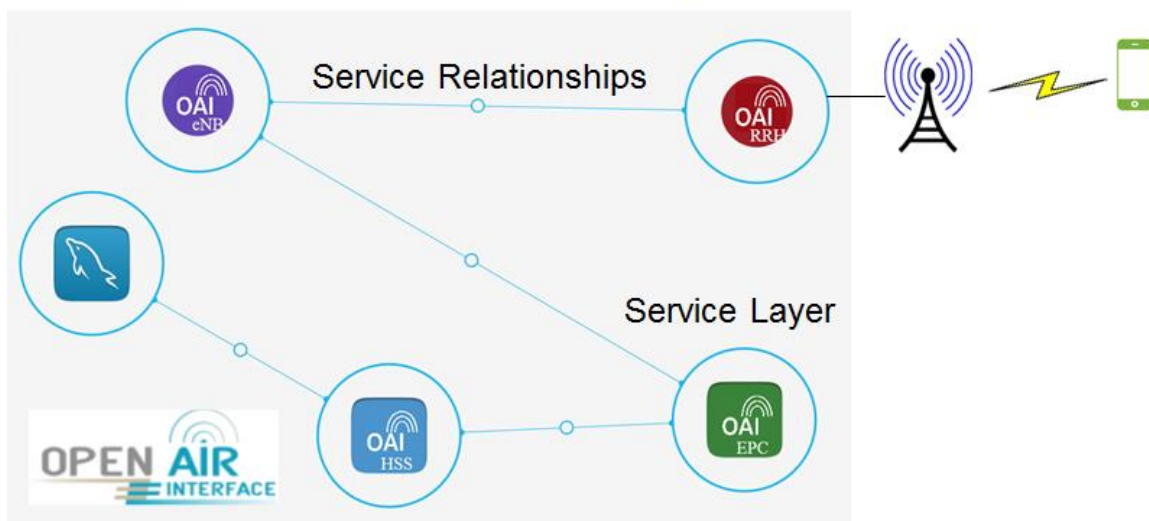 Service Relationships
OAI
eNB
OAI
RRH
Service Layer
OAI
HSS
OAI
EPC
OPEN AIR
INTERFACE